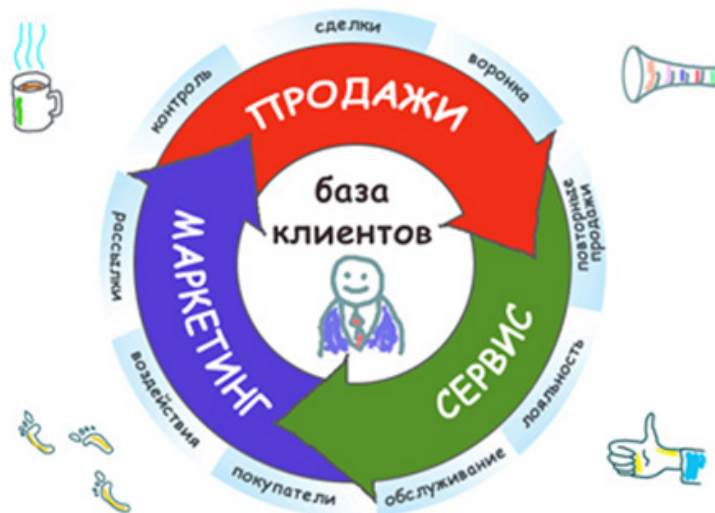 сделки
контроль
воронка
ПРОДАЖИ
база
клиентов
повторные
продажи
рассылки
МАРКЕТИНГ
СЕРВИС
лояльность
воздействия
покупатели
обслуживание